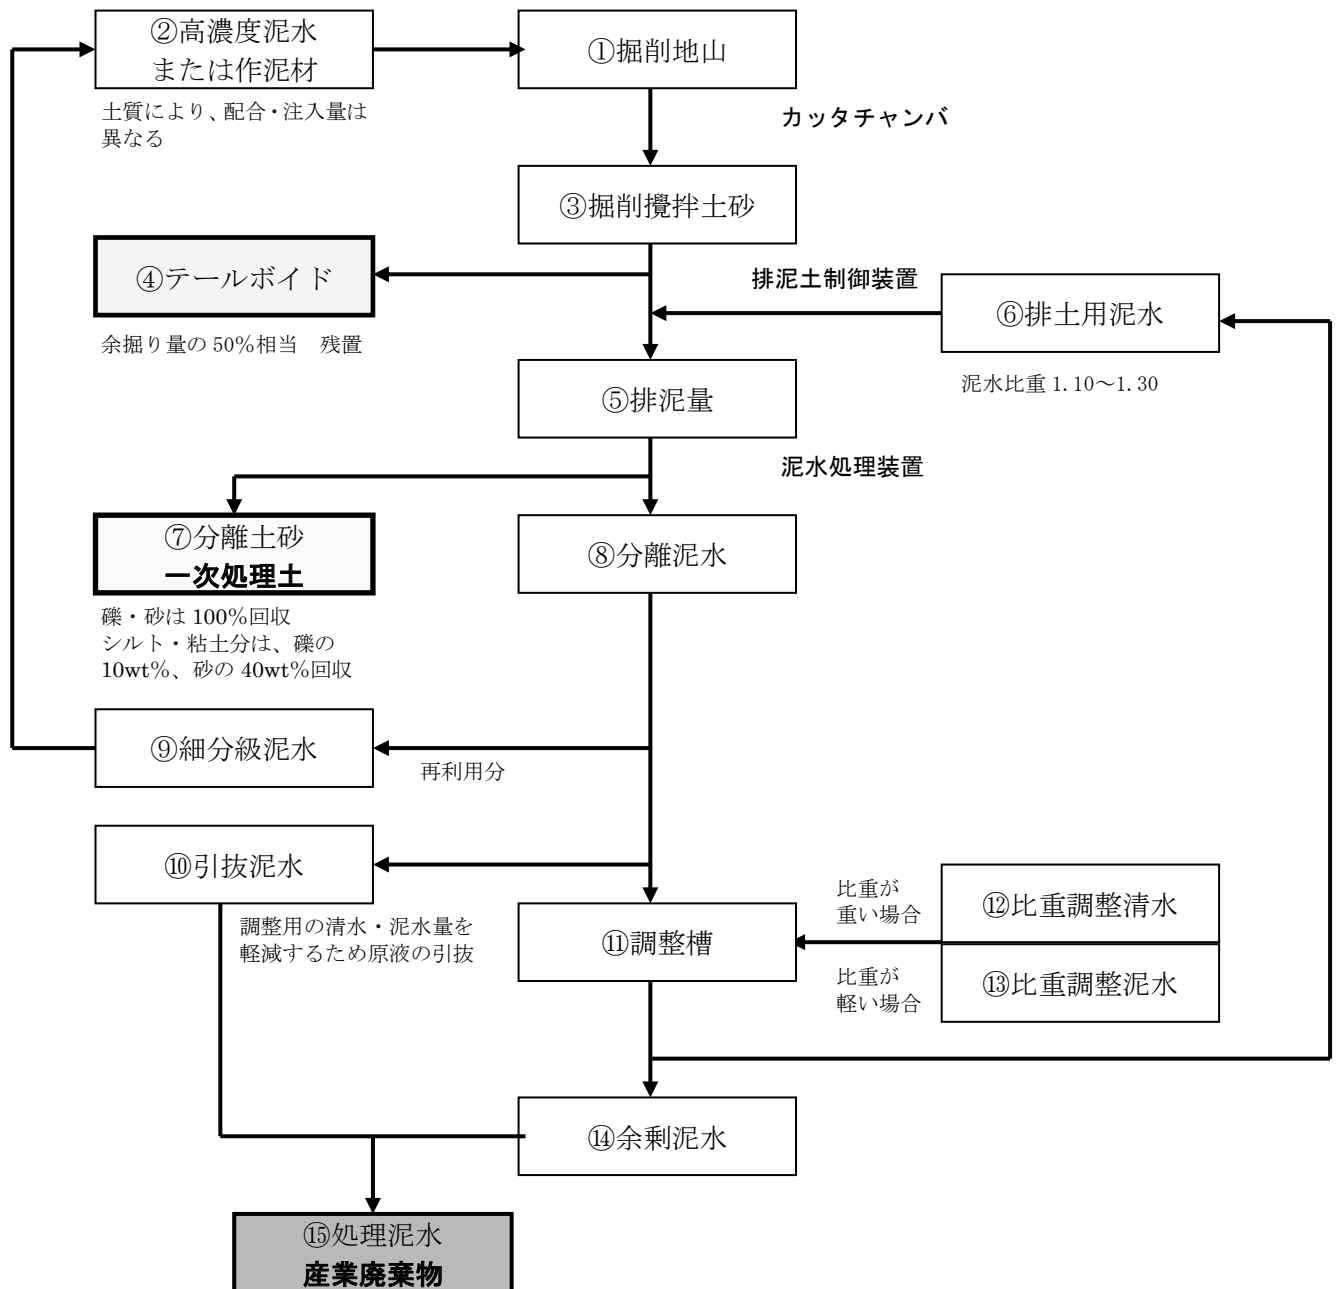 ②高濃度泥水
または作泥材
①掘削地山
土質により、配合・注入量は
異なる
カッタチャンバ
③掘削攪拌土砂
④テールボイド
排泥土制御装置
⑥排土用泥水
余掘り量の 50%相当　残置
泥水比重 1.10～1.30
⑤排泥量
泥水処理装置
⑦分離土砂
一次処理土
⑧分離泥水
礫・砂は 100%回収
シルト・粘土分は、礫の
10wt%、砂の 40wt%回収
⑨細分級泥水
再利用分
⑩引抜泥水
調整用の清水・泥水量を
軽減するため原液の引抜
⑪調整槽
比重が
重い場合
⑫比重調整清水
比重が
軽い場合
⑬比重調整泥水
⑭余剰泥水
⑮処理泥水
産業廃棄物